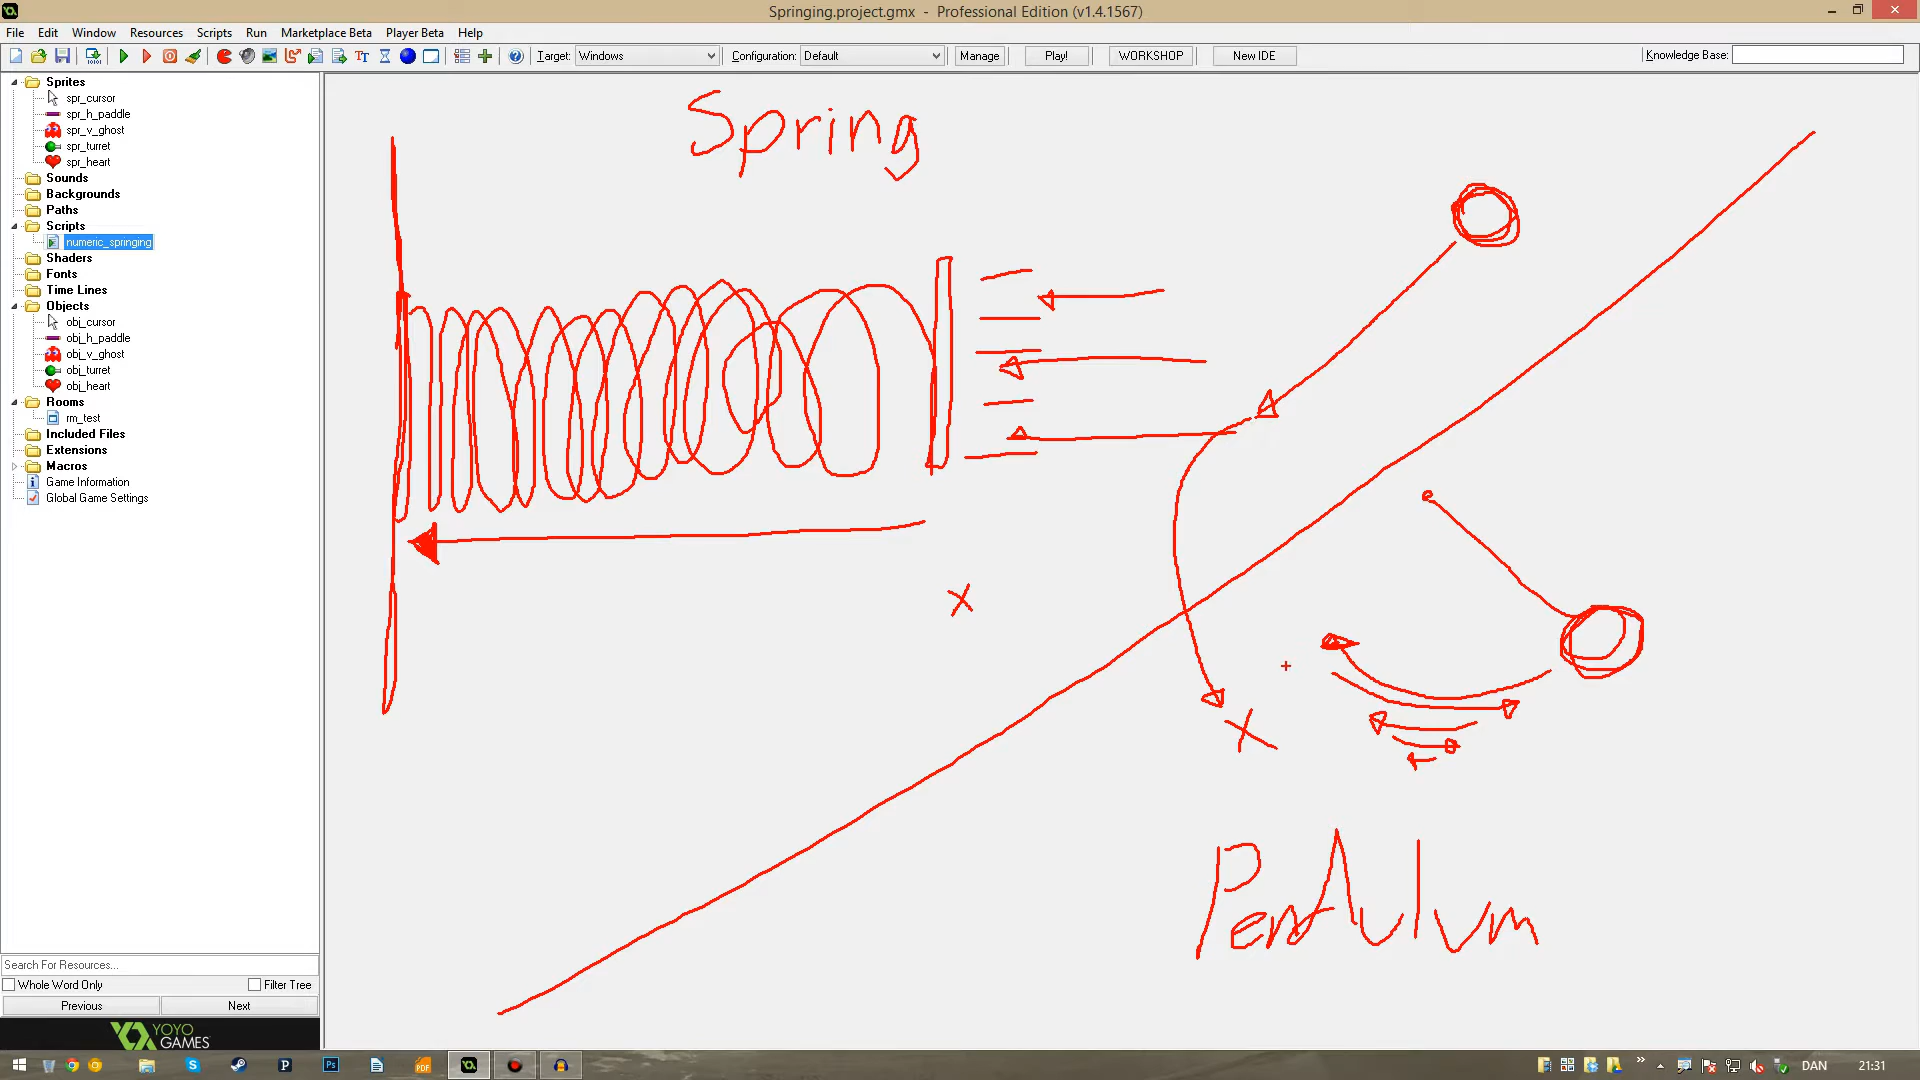 Springing.project.gmx - Professional Edition (v1.4.1567)
File Edit Window Resources Scripts Run Marketplace Beta Player Beta Help
Target: Windows Configuration: Default Manage Play! WORKSHOP New IDE Knowledge Base:
Sprites
spr_cursor
spr_h_paddle
spr_v_ghost
spr_turret
spr_heart
Sounds
Backgrounds
Paths
Scripts
numeric_springing
Shaders
Fonts
Time Lines
Objects
obj_cursor
obj_h_paddle
obj_v_ghost
obj_turret
obj_heart
Rooms
rm_test
Included Files
Extensions
Macros
Game Information
Global Game Settings
Spring
X
X
Pendulum
Search For Resources...
Whole Word Only Filter Tree
Previous Next
YOYO
GAMES
DAN 21:31